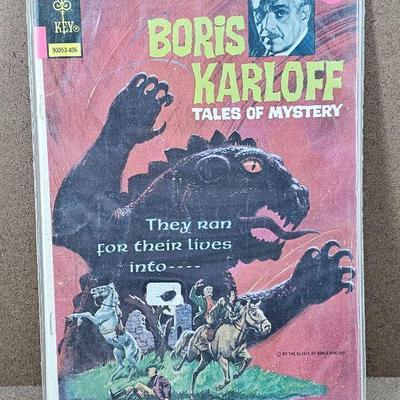 KEY®
90053-406
BORIS
KARLOFF
TALES OF MYSTERY
They ran
for their lives
into----
© BY THE ESTATE OF BORIS KARLOFF